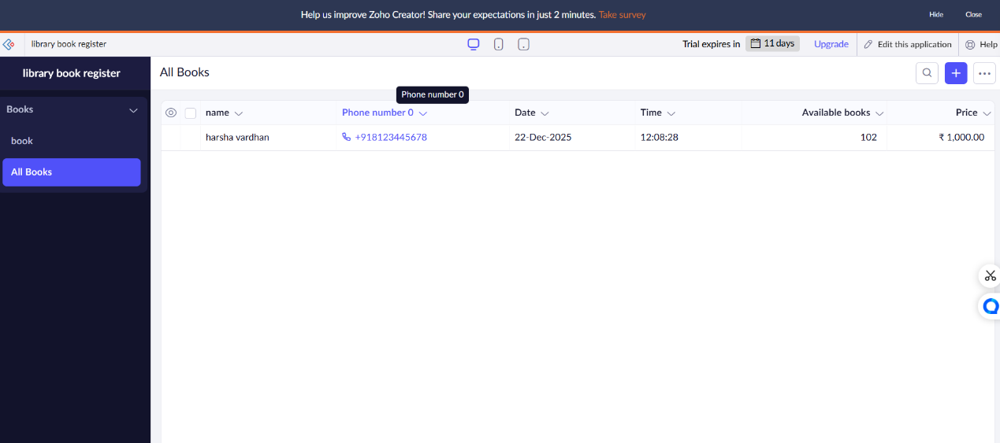 Help us improve Zoho Creator! Share your expectations in just 2 minutes. Take survey Hide Close
library book register Trial expires in 11 days Upgrade Edit this application Help
library book register
All Books
Phone number 0
Books
name Phone number 0 Date Time Available books Price
harsha vardhan +918123445678 22-Dec-2025 12:08:28 102 ₹ 1,000.00
book
All Books